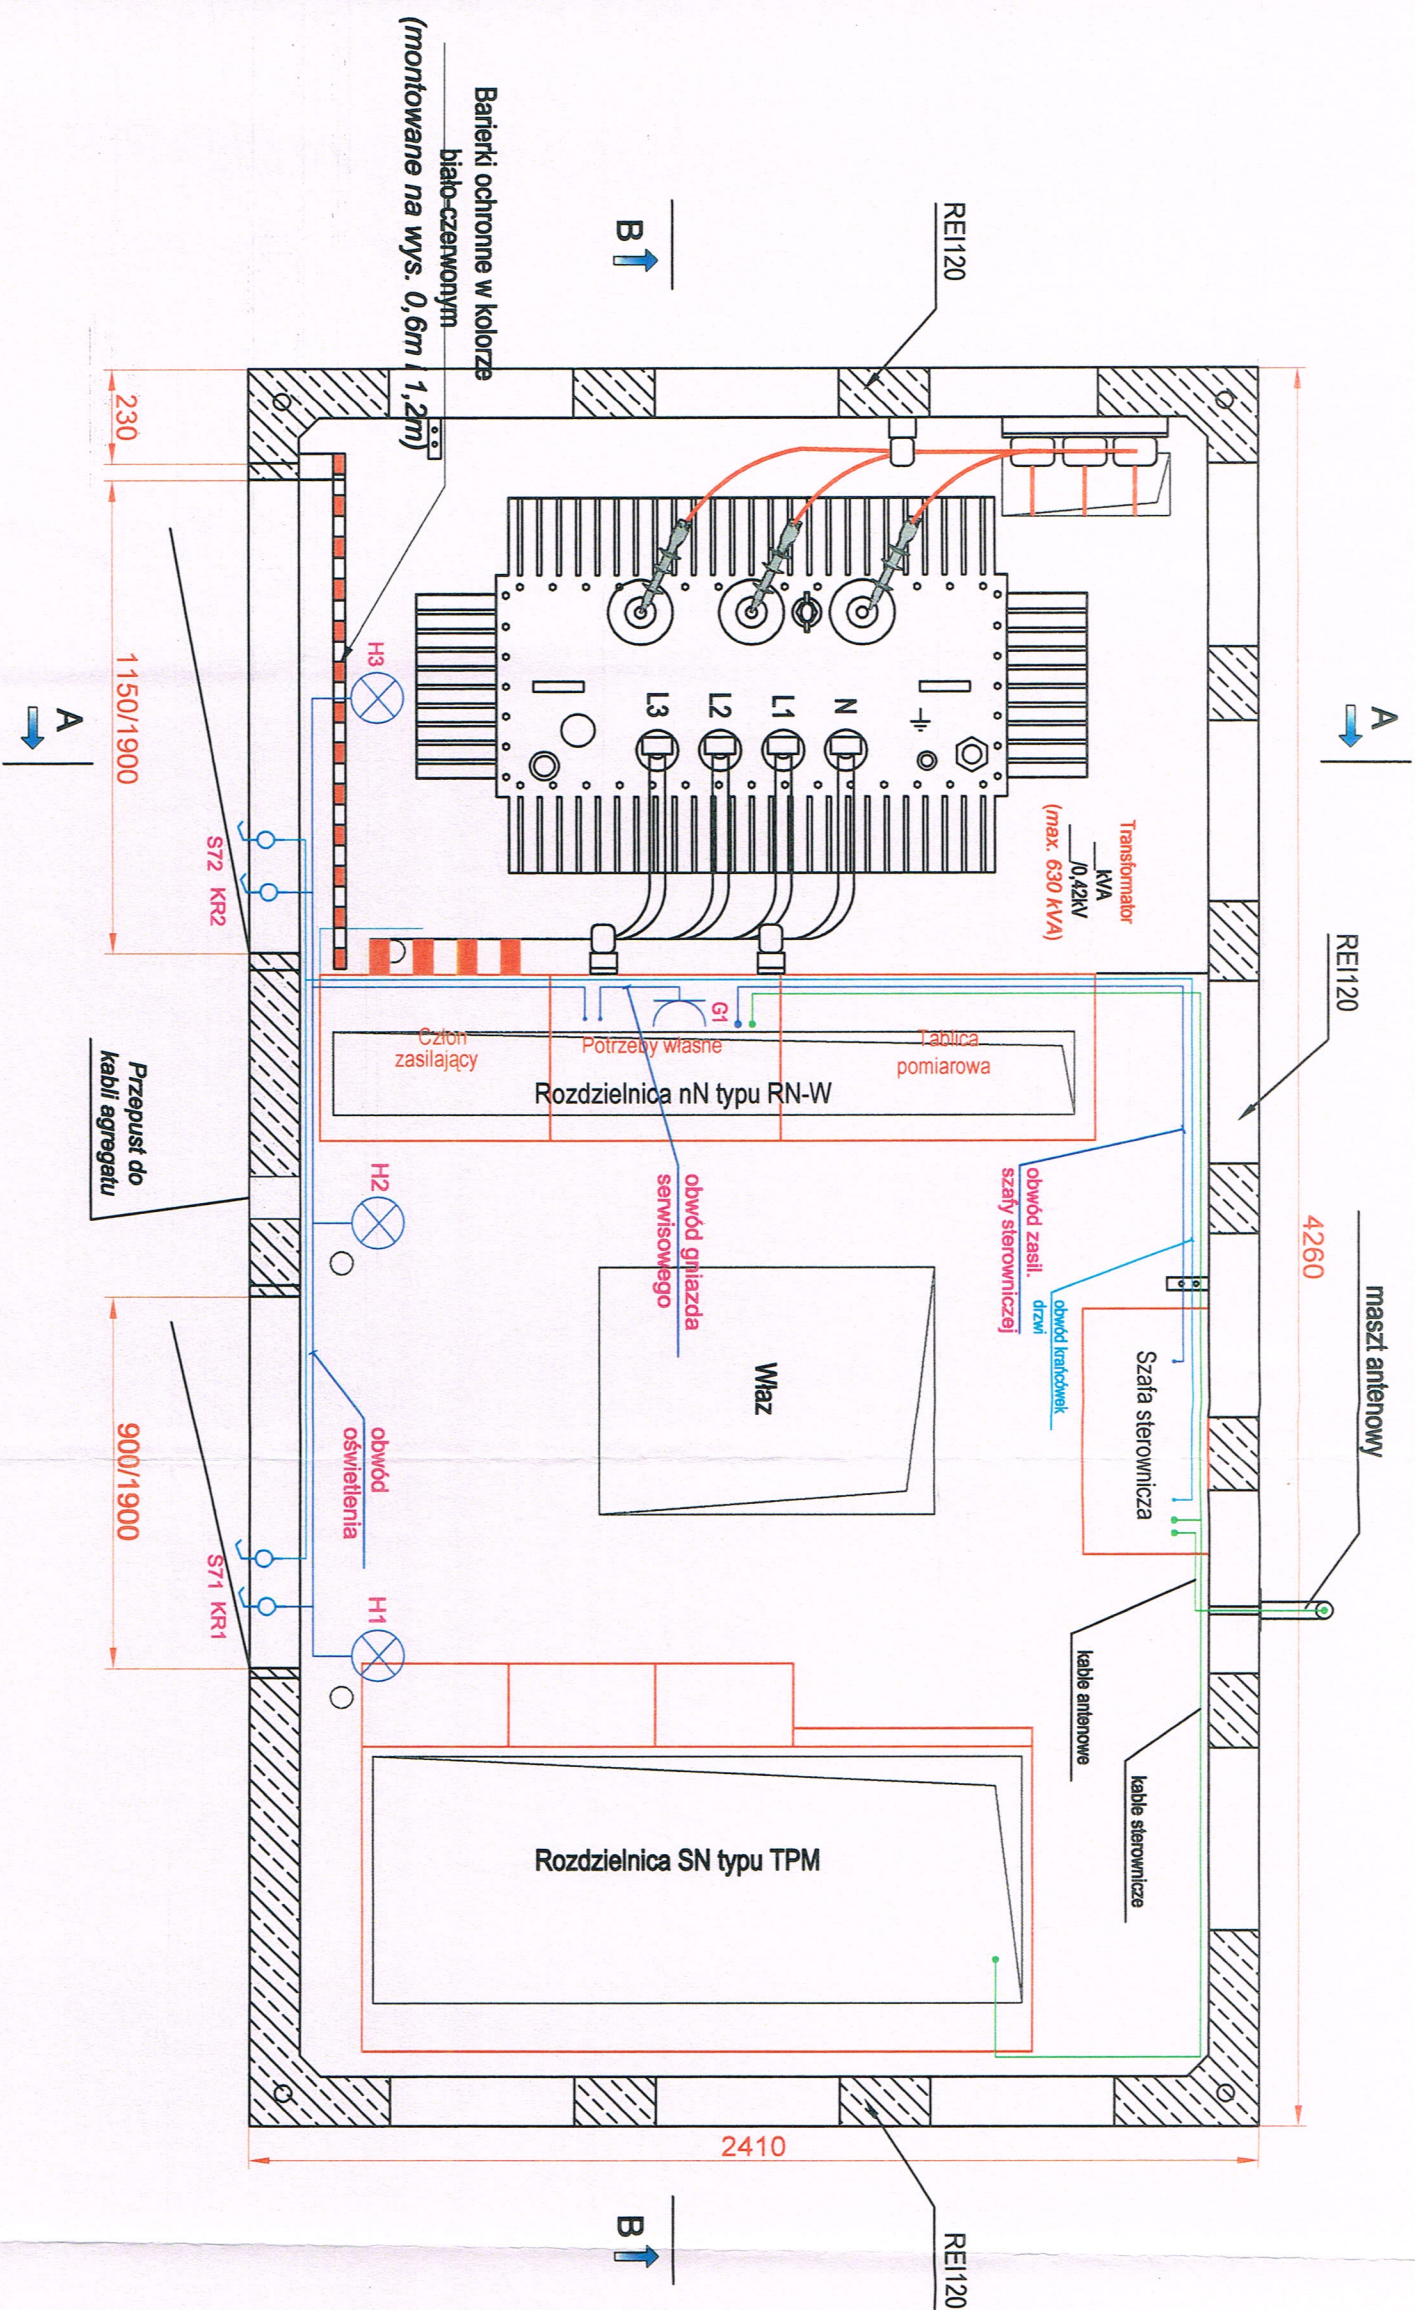 REI120
B
Barierki ochronne w kolorze
biało-czerwonym
(montowane na wys. 0,6m i 1,2m)
230
1150/1900
A
A
REI120
4260
maszt antenowy
Transformator
___kVA
___/0,42kV
(max. 630 kVA)
N
L1
L2
L3
H3
S72 KR2
G1
Człon
zasilający
Potrzeby własne
Tablica
pomiarowa
Rozdzielnica nN typu RN-W
Przepust do
kabli agregatu
H2
obwód gniazda
serwisowego
obwód zasil.
szafy sterowniczej
obwód krańcówek
drzwi
Szafa sterownicza
Właz
obwód
oświetlenia
900/1900
S71 KR1
H1
kable antenowe
kable sterownicze
Rozdzielnica SN typu TPM
2410
B
REI120